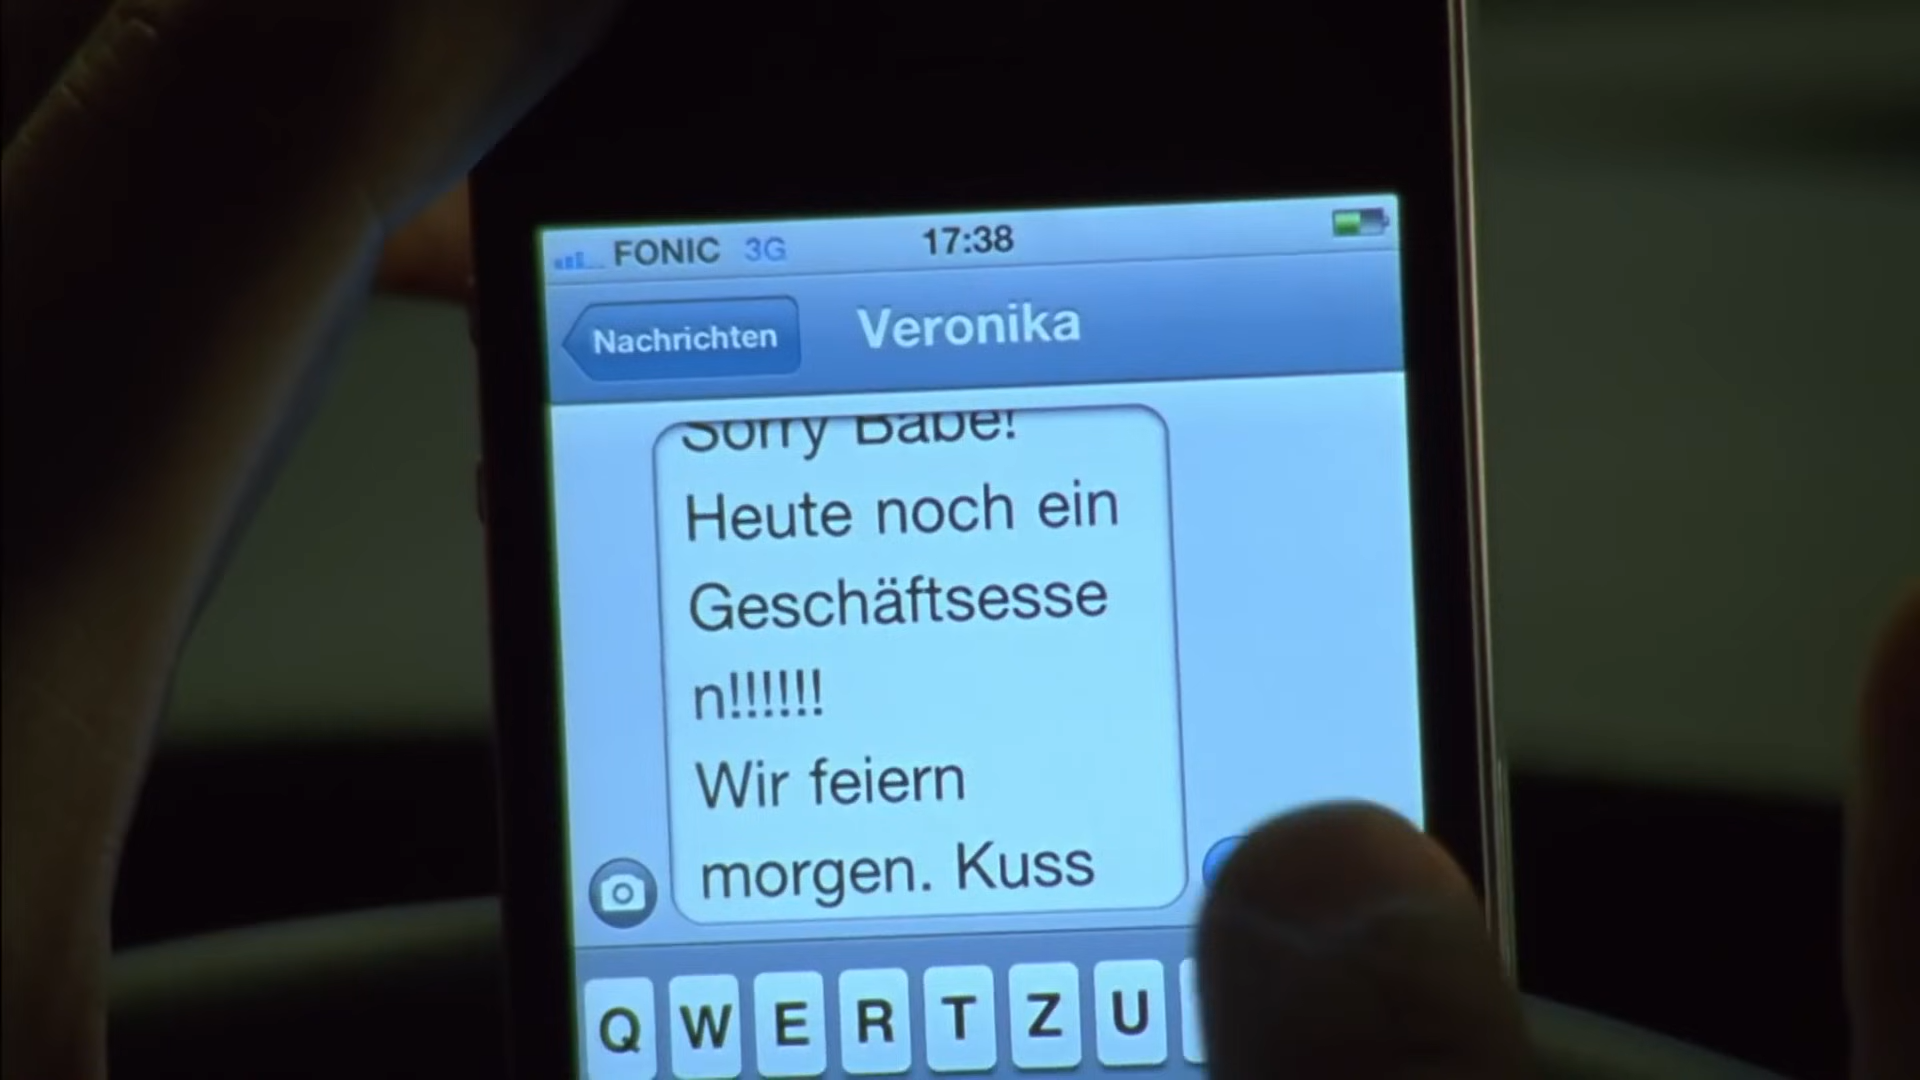 FONIC 3G 17:38
Nachrichten Veronika
Sorry Babe!
Heute noch ein
Geschäftsesse
n!!!!!!
Wir feiern
morgen. Kuss
Q W E R T Z U